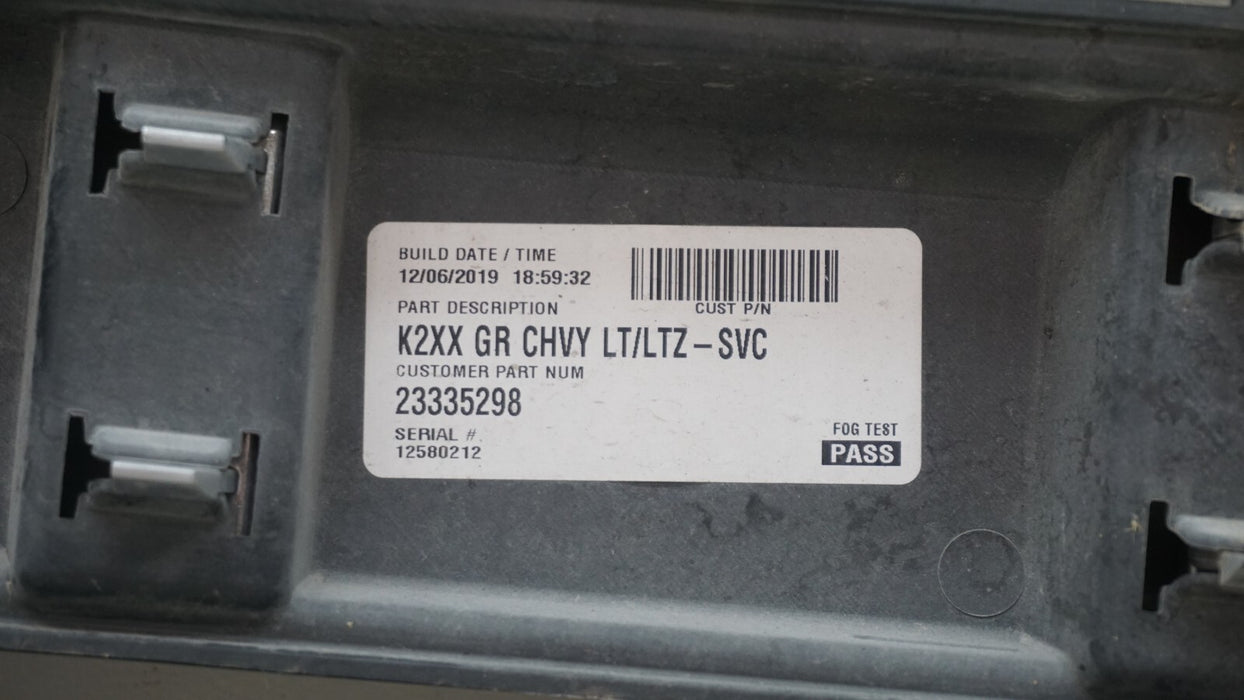 BUILD DATE / TIME
12/06/2019 18:59:32
CUST P/N
PART DESCRIPTION
K2XX GR CHVY LT/LTZ – SVC
CUSTOMER PART NUM
23335298
SERIAL #.
12580212
FOG TEST
PASS